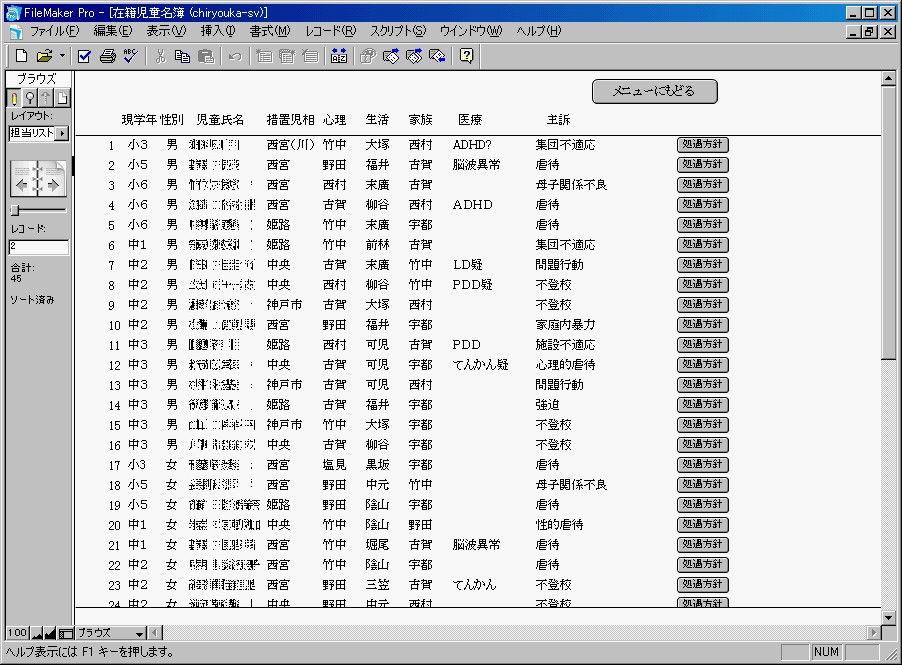 FileMaker Pro - [在籍児童名簿 (chiryouka-sv)]
ファイル(F) 編集(E) 表示(V) 挿入(I) 書式(M) レコード(R) スクリプト(S) ウインドウ(W) ヘルプ(H)
ブラウズ
レイアウト:
担当リスト
レコード:
2
合計:
45
ソート済み
メニューにもどる
現学年 性別 児童氏名 措置児相 心理 生活 家族 医療 主訴
1 小3 男 西宮(川) 竹中 大塚 西村 ADHD? 集団不適応 処遇方針
2 小5 男 西宮 野田 福井 古賀 脳波異常 虐待 処遇方針
3 小6 男 西宮 西村 末廣 古賀 母子関係不良 処遇方針
4 小6 男 西宮 古賀 柳谷 西村 ADHD 虐待 処遇方針
5 小6 男 姫路 竹中 末廣 宇都 虐待 処遇方針
6 中1 男 姫路 竹中 前林 古賀 集団不適応 処遇方針
7 中2 男 中央 古賀 末廣 竹中 LD疑 問題行動 処遇方針
8 中2 男 中央 西村 柳谷 西村 PDD疑 不登校 処遇方針
9 中2 男 神戸市 古賀 大塚 西村 不登校 処遇方針
10 中2 男 西宮 野田 福井 宇都 家庭内暴力 処遇方針
11 中3 男 姫路 西村 可児 古賀 PDD 施設不適応 処遇方針
12 中3 男 中央 古賀 可児 宇都 てんかん疑 心理的虐待 処遇方針
13 中3 男 神戸市 古賀 可児 西村 問題行動 処遇方針
14 中3 男 姫路 古賀 福井 宇都 強迫 処遇方針
15 中3 男 神戸市 竹中 大塚 宇都 不登校 処遇方針
16 中3 男 中央 古賀 柳谷 宇都 不登校 処遇方針
17 小3 女 西宮 塩見 黒坂 宇都 虐待 処遇方針
18 小5 女 西宮 野田 中元 竹中 母子関係不良 処遇方針
19 小5 女 姫路 野田 陰山 宇都 虐待 処遇方針
20 中1 女 中央 竹中 陰山 野田 性的虐待 処遇方針
21 中1 女 西宮 竹中 堀尾 古賀 脳波異常 虐待 処遇方針
22 中2 女 西宮 竹中 陰山 宇都 虐待 処遇方針
23 中2 女 西宮 野田 三笠 古賀 てんかん 不登校 処遇方針
24 中2 女 中央 野田 中元 西村 不登校 処遇方針
100 ブラウズ
ヘルプ表示には F1 キーを押します。 NUM